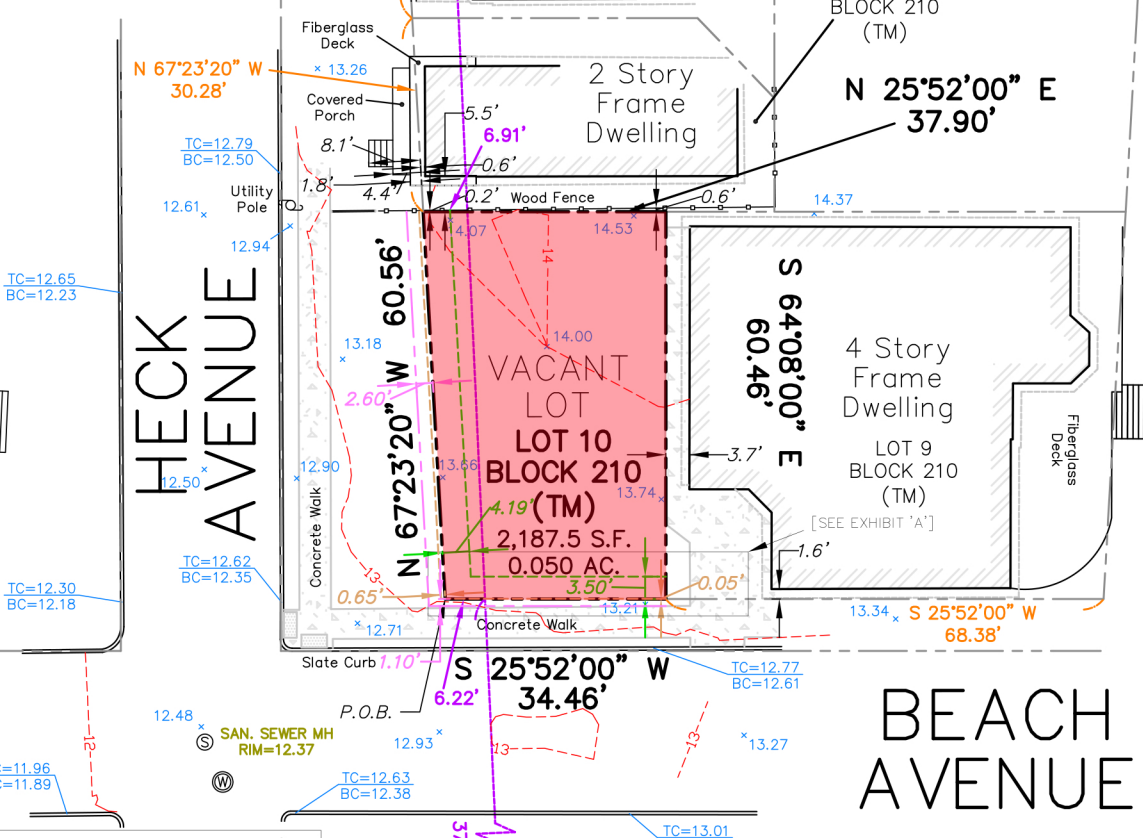 BLOCK 210
(TM)
Fiberglass
Deck
N 67°23'20" W
30.28'
13.26
2 Story
Frame
Dwelling
N 25°52'00" E
37.90'
Covered
Porch
5.5'
6.91'
TC=12.79
BC=12.50
8.1'
0.6'
1.8'
4.4'
Utility
Pole
0.2'
Wood Fence
0.6'
12.61
14.37
12.94
4.07
14.53
14
TC=12.65
BC=12.23
HECK
AVENUE
N 67°23'20" W 60.56'
S 64°08'00" E
60.46'
13.18
14.00
VACANT
LOT
4 Story
Frame
Dwelling
2.60'
LOT 10
BLOCK 210
(TM)
2,187.5 S.F.
0.050 AC.
LOT 9
BLOCK 210
(TM)
Fiberglass
Deck
3.7'
12.50
12.90
13.66
13.74
4.19'
[SEE EXHIBIT 'A']
Concrete Walk
1.6'
TC=12.62
BC=12.35
13
TC=12.30
BC=12.18
0.65'
3.50'
0.05'
13.21
12.71
Concrete Walk
13.34
S 25°52'00" W
68.38'
Slate Curb
1.10'
S 25°52'00" W
34.46'
TC=12.77
BC=12.61
6.22'
P.O.B.
12.48
SAN. SEWER MH
RIM=12.37
S
12
12.93
13
13
13.27
BEACH
AVENUE
W
=11.96
=11.89
TC=12.63
BC=12.38
TC=13.01
37